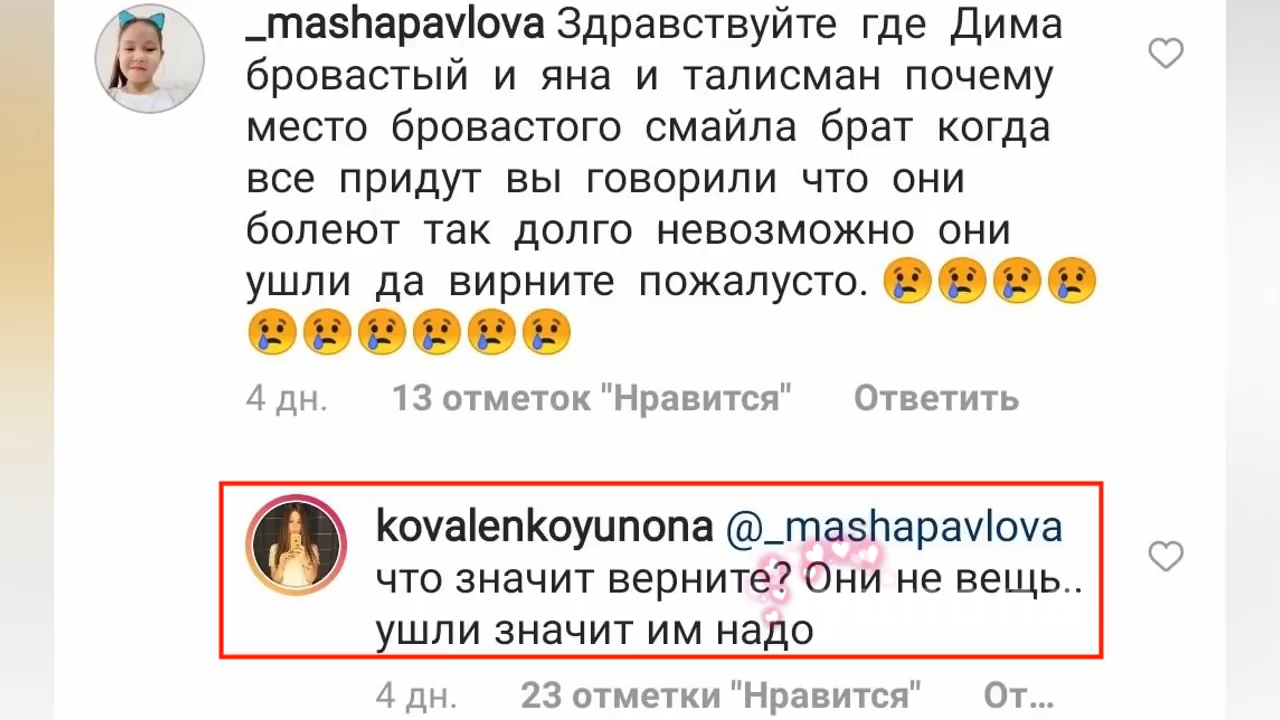 _mashapavlova Здравствуйте где Дима
бровастый и яна и талисман почему
место бровастого смайла брат когда
все придут вы говорили что они
болеют так долго невозможно они
ушли да вирните пожалусто. 😢😢😢😢
😢😢😢😢😢😢
4 дн. 13 отметок "Нравится" Ответить
kovalenkoyunona @_mashapavlova
что значит верните? Они не вещь..
ушли значит им надо
4 дн. 23 отметки "Нравится" От...